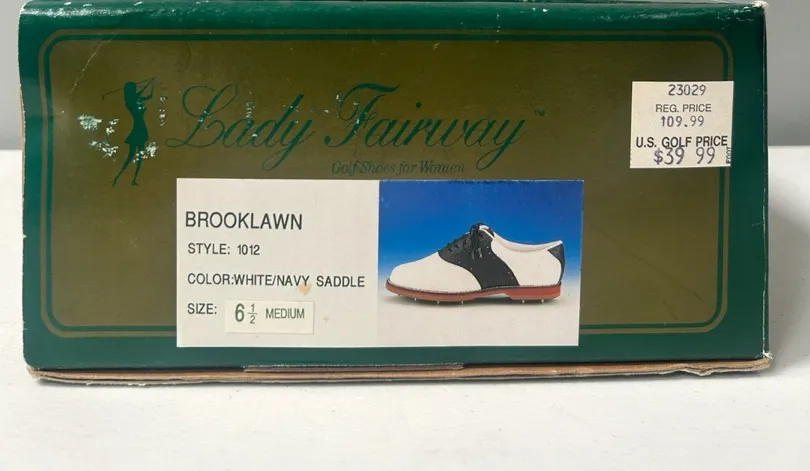 Lady Fairway™
Golf Shoes for Women
23029
REG. PRICE
109.99
U.S. GOLF PRICE
$39 99
BROOKLAWN
STYLE: 1012
COLOR:WHITE/NAVY SADDLE
SIZE: 6 1/2 MEDIUM